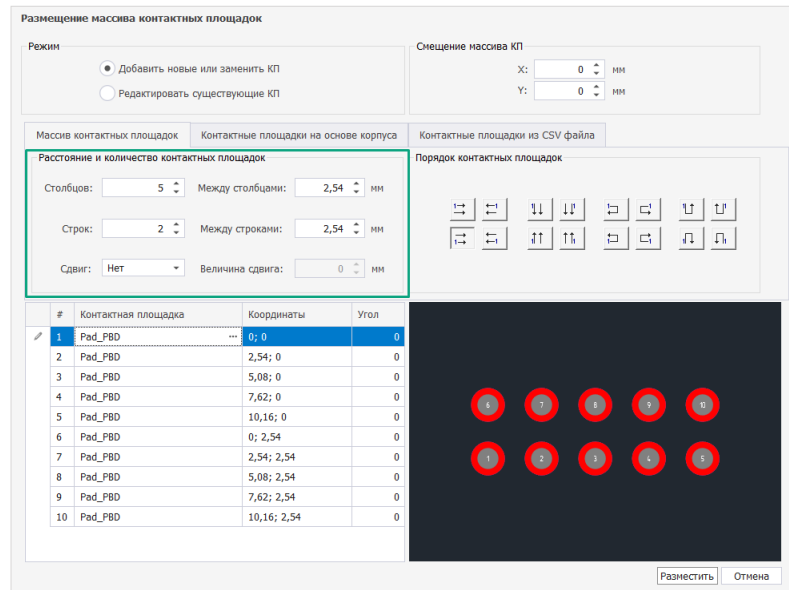 Размещение массива контактных площадок
Режим
Добавить новые или заменить КП
Редактировать существующие КП
Смещение массива КП
X: 0 мм
Y: 0 мм
Массив контактных площадок Контактные площадки на основе корпуса Контактные площадки из CSV файла
Расстояние и количество контактных площадок
Столбцов: 5 Между столбцами: 2,54 мм
Строк: 2 Между строками: 2,54 мм
Сдвиг: Нет Величина сдвига: 0 мм
Порядок контактных площадок
# Контактная площадка Координаты Угол
1 Pad_PBD ... 0; 0 0
2 Pad_PBD 2,54; 0 0
3 Pad_PBD 5,08; 0 0
4 Pad_PBD 7,62; 0 0
5 Pad_PBD 10,16; 0 0
6 Pad_PBD 0; 2,54 0
7 Pad_PBD 2,54; 2,54 0
8 Pad_PBD 5,08; 2,54 0
9 Pad_PBD 7,62; 2,54 0
10 Pad_PBD 10,16; 2,54 0
6 7 8 9 10
1 2 3 4 5
Разместить Отмена